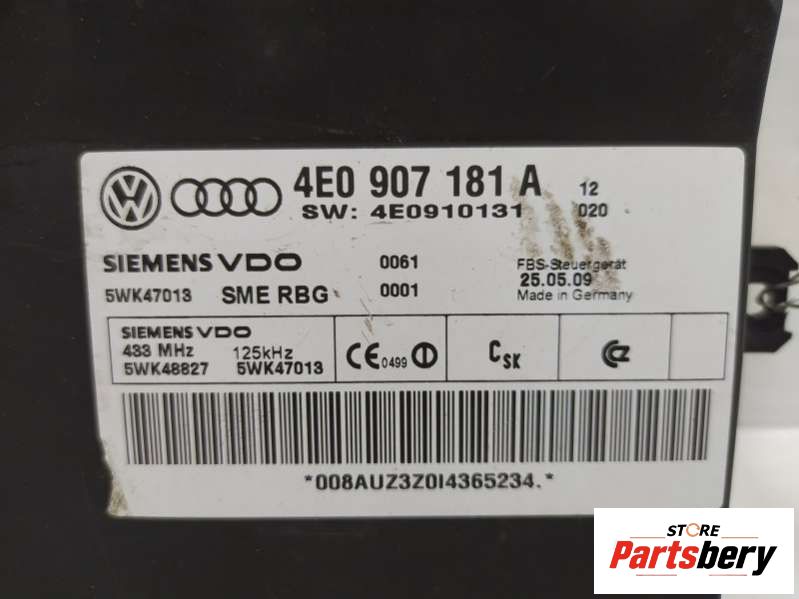 4E0 907 181 A 12
SW: 4E0910131 020
SIEMENS VDO 0061 FBS-Steuergerät
5WK47013 SME RBG 0001 25.05.09
Made in Germany
SIEMENS VDO
433 MHz 125kHz
5WK48827 5WK47013
CE 0499
CSK
CZ
*008AUZ3Z0I4365234.*
STORE
Partsbery